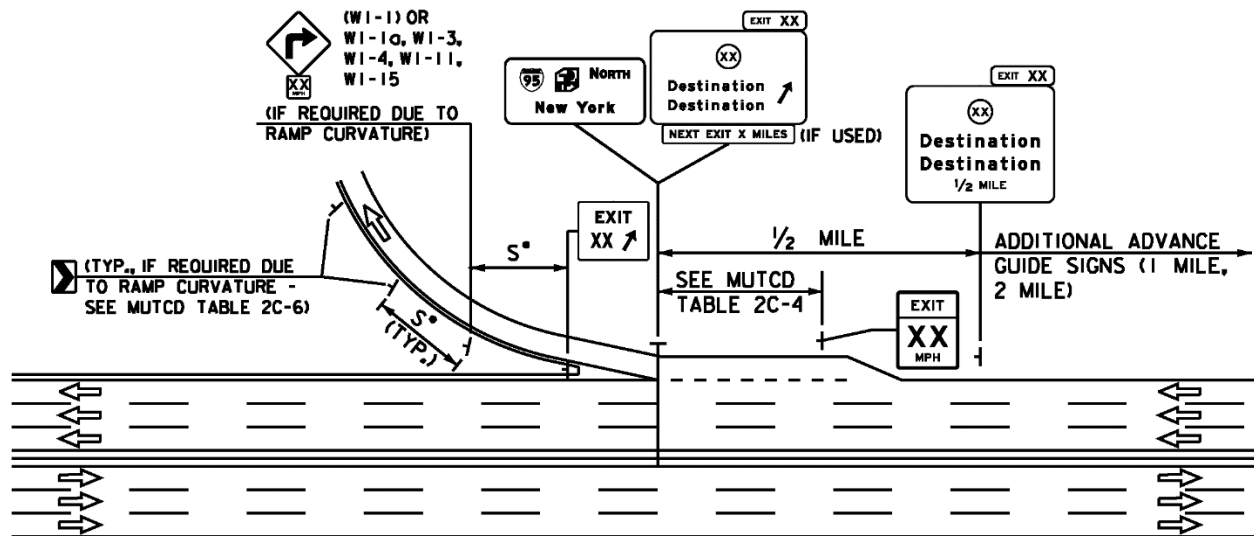 (W1-1) OR
W1-1a, W1-3,
W1-4, W1-11,
W1-15
XX
MPH
(IF REQUIRED DUE TO
RAMP CURVATURE)
95 NORTH
New York
EXIT XX
XX
Destination
Destination
NEXT EXIT X MILES (IF USED)
EXIT XX
XX
Destination
Destination
1/2 MILE
EXIT
XX
S*
1/2 MILE
ADDITIONAL ADVANCE
GUIDE SIGNS (1 MILE,
2 MILE)
SEE MUTCD
TABLE 2C-4
EXIT
XX
MPH
(TYP., IF REQUIRED DUE
TO RAMP CURVATURE -
SEE MUTCD TABLE 2C-6)
S*
(TYP.)